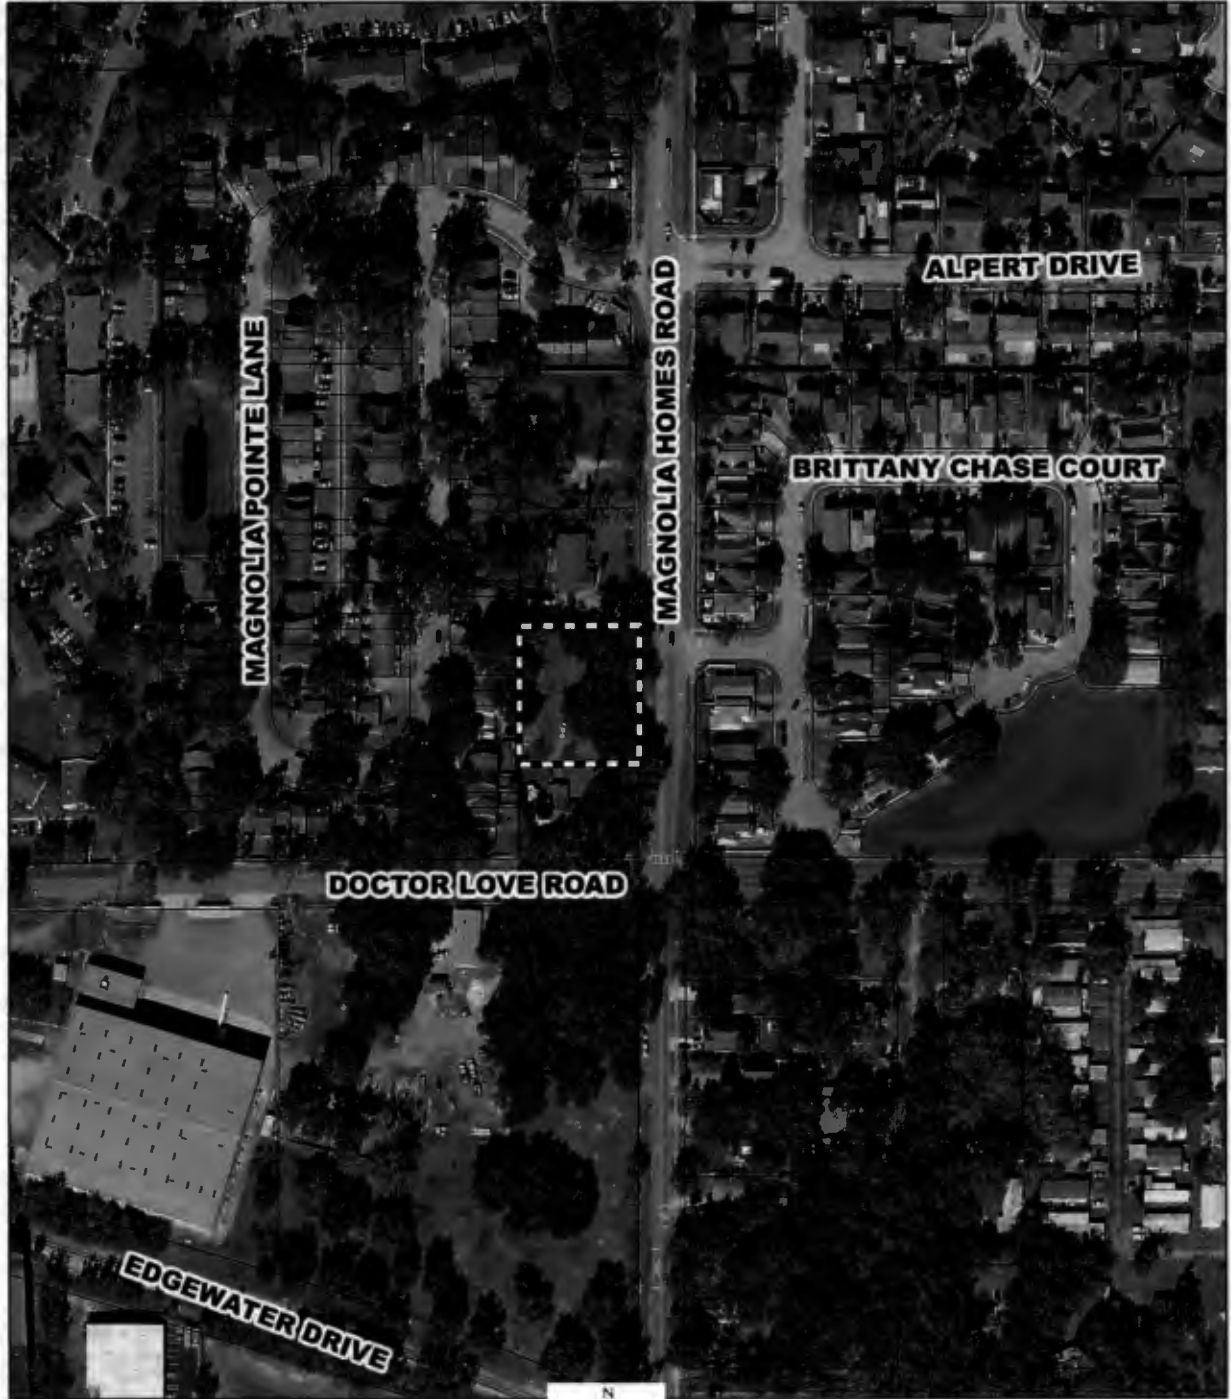 ALPERT DRIVE
MAGNOLIA HOMES ROAD
MAGNOLIA POINTE LANE
BRITTANY CHASE COURT
DOCTOR LOVE ROAD
EDGEWATER DRIVE
N